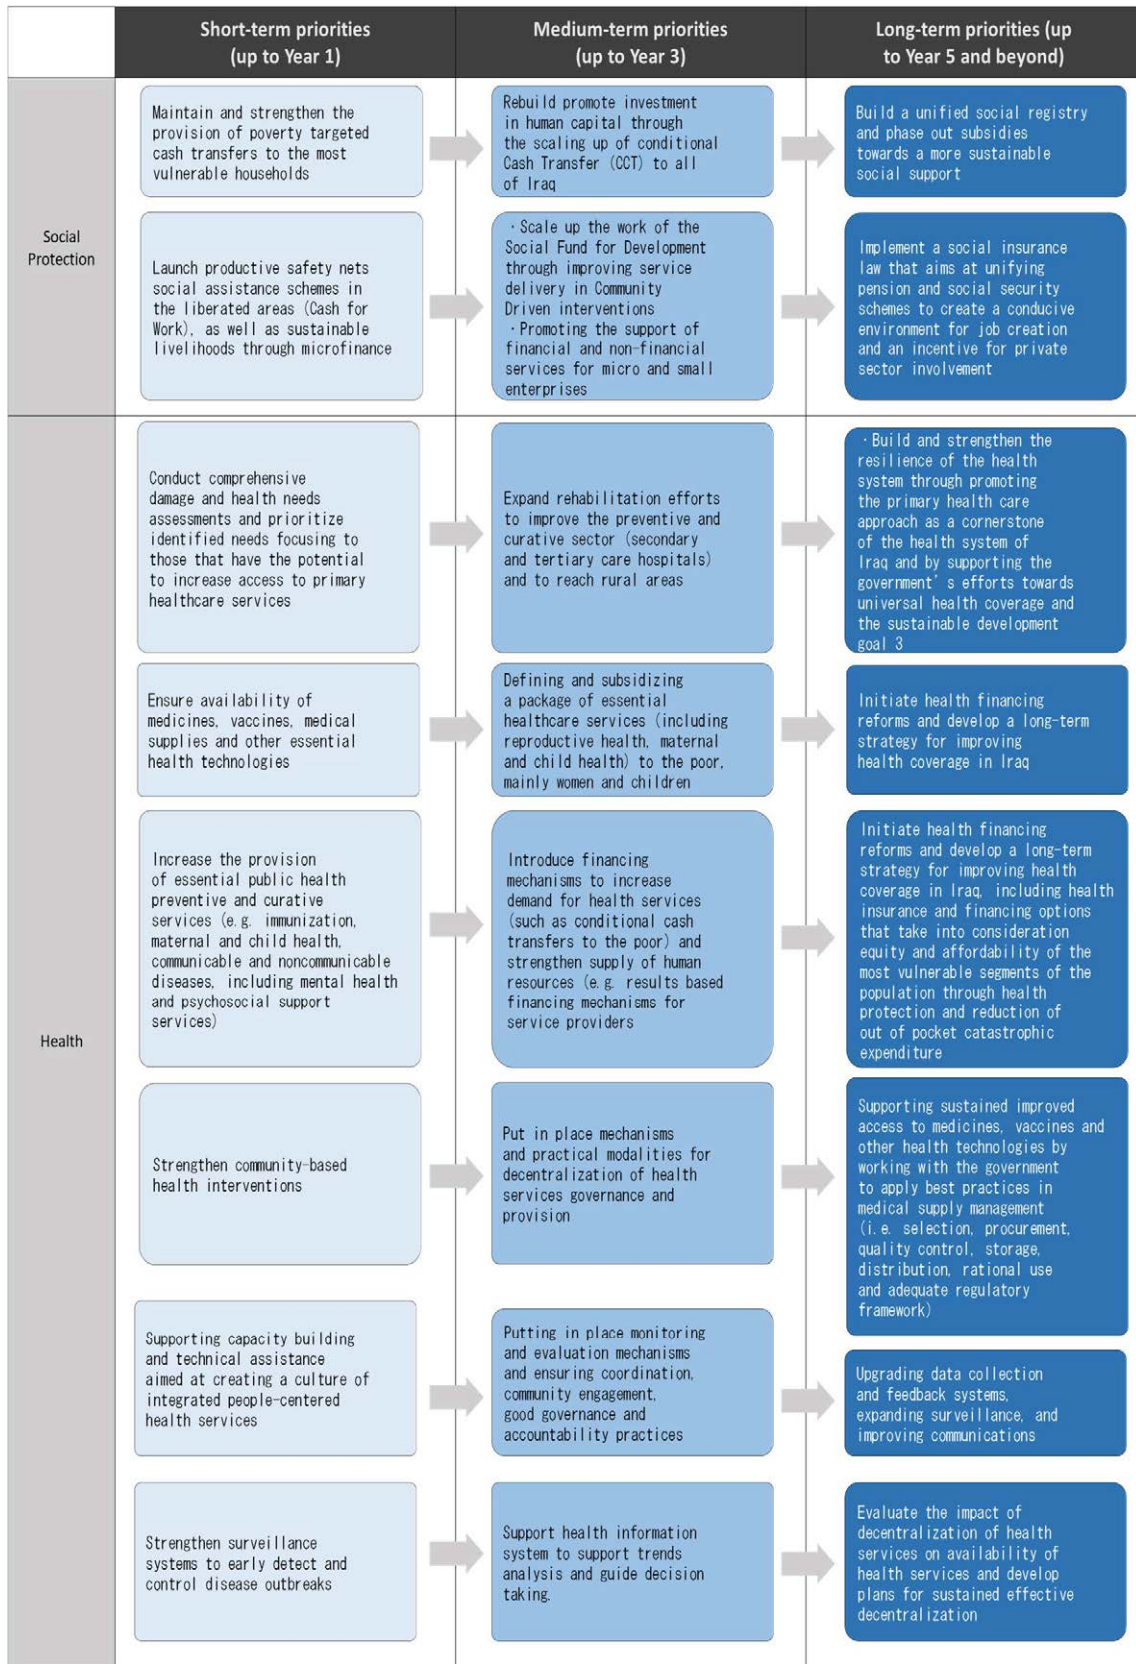 Short-term priorities
(up to Year 1)
Medium-term priorities
(up to Year 3)
Long-term priorities (up
to Year 5 and beyond)
Social
Protection
Maintain and strengthen the
provision of poverty targeted
cash transfers to the most
vulnerable households
Rebuild promote investment
in human capital through
the scaling up of conditional
Cash Transfer (CCT) to all
of Iraq
Build a unified social registry
and phase out subsidies
towards a more sustainable
social support
Launch productive safety nets
social assistance schemes in
the liberated areas (Cash for
Work), as well as sustainable
livelihoods through microfinance
・Scale up the work of the
Social Fund for Development
through improving service
delivery in Community
Driven interventions
・Promoting the support of
financial and non-financial
services for micro and small
enterprises
Implement a social insurance
law that aims at unifying
pension and social security
schemes to create a conducive
environment for job creation
and an incentive for private
sector involvement
Health
Conduct comprehensive
damage and health needs
assessments and prioritize
identified needs focusing to
those that have the potential
to increase access to primary
healthcare services
Expand rehabilitation efforts
to improve the preventive and
curative sector (secondary
and tertiary care hospitals)
and to reach rural areas
・Build and strengthen the
resilience of the health
system through promoting
the primary health care
approach as a cornerstone
of the health system of
Iraq and by supporting the
government's efforts towards
universal health coverage and
the sustainable development
goal 3
Ensure availability of
medicines, vaccines, medical
supplies and other essential
health technologies
Defining and subsidizing
a package of essential
healthcare services (including
reproductive health, maternal
and child health) to the poor,
mainly women and children
Initiate health financing
reforms and develop a long-term
strategy for improving
health coverage in Iraq
Increase the provision
of essential public health
preventive and curative
services (e.g. immunization,
maternal and child health,
communicable and noncommunicable
diseases, including mental health
and psychosocial support
services)
Introduce financing
mechanisms to increase
demand for health services
(such as conditional cash
transfers to the poor) and
strengthen supply of human
resources (e.g. results based
financing mechanisms for
service providers
Initiate health financing
reforms and develop a long-term
strategy for improving health
coverage in Iraq, including health
insurance and financing options
that take into consideration
equity and affordability of the
most vulnerable segments of the
population through health
protection and reduction of
out of pocket catastrophic
expenditure
Strengthen community-based
health interventions
Put in place mechanisms
and practical modalities for
decentralization of health
services governance and
provision
Supporting sustained improved
access to medicines, vaccines and
other health technologies by
working with the government
to apply best practices in
medical supply management
(i.e. selection, procurement,
quality control, storage,
distribution, rational use
and adequate regulatory
framework)
Supporting capacity building
and technical assistance
aimed at creating a culture of
integrated people-centered
health services
Putting in place monitoring
and evaluation mechanisms
and ensuring coordination,
community engagement,
good governance and
accountability practices
Upgrading data collection
and feedback systems,
expanding surveillance, and
improving communications
Strengthen surveillance
systems to early detect and
control disease outbreaks
Support health information
system to support trends
analysis and guide decision
taking.
Evaluate the impact of
decentralization of health
services on availability of
health services and develop
plans for sustained effective
decentralization